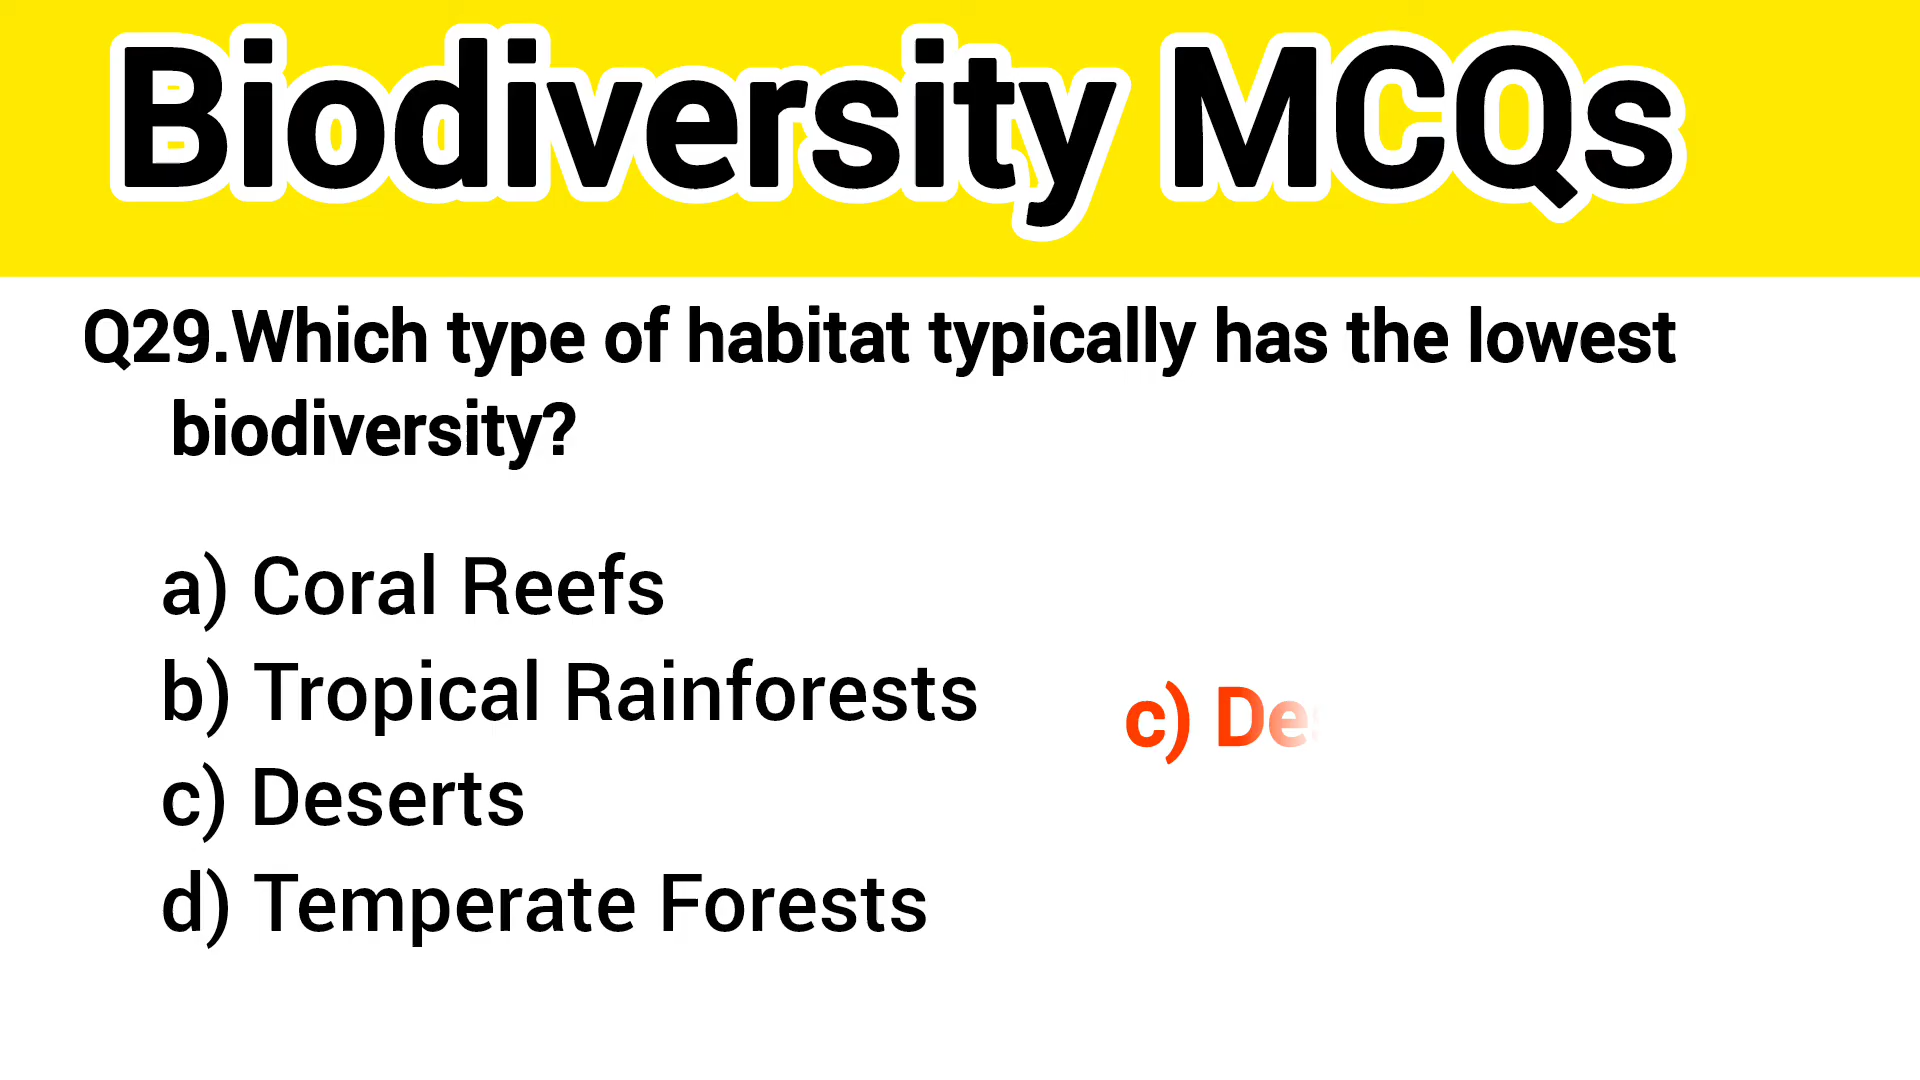 Biodiversity MCQs
Q29.Which type of habitat typically has the lowest
biodiversity?
a) Coral Reefs
b) Tropical Rainforests
c) Deserts
d) Temperate Forests
c) De